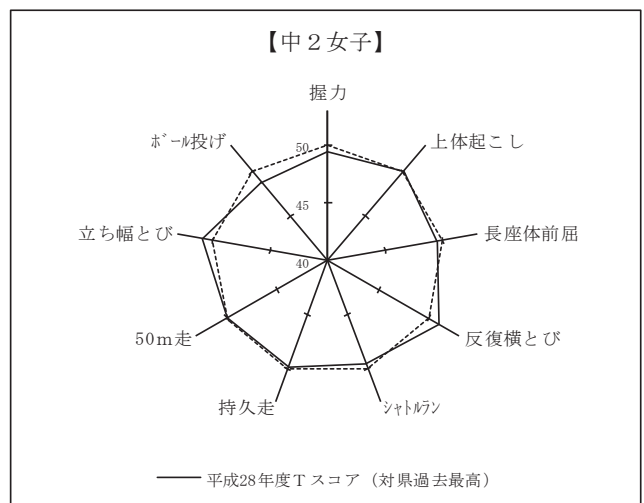 【中２女子】
握力
ﾎﾞｰﾙ投げ
50
上体起こし
45
立ち幅とび
長座体前屈
40
50m走
反復横とび
持久走
ｼｬﾄﾙﾗﾝ
平成28年度Ｔスコア（対県過去最高）